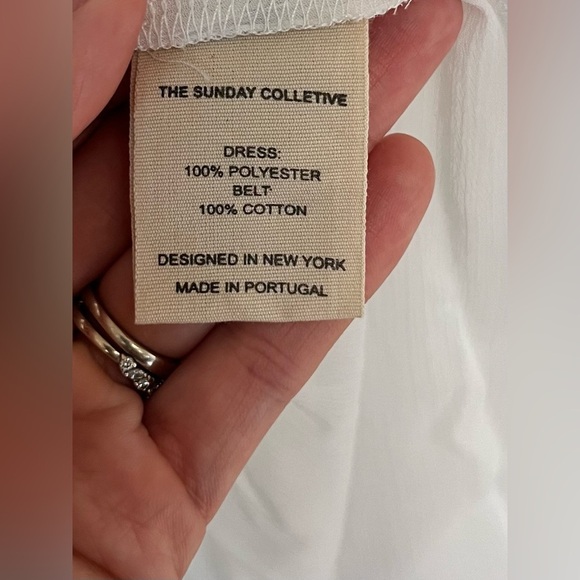 THE SUNDAY COLLETIVE
DRESS:
100% POLYESTER
BELT
100% COTTON
DESIGNED IN NEW YORK
MADE IN PORTUGAL